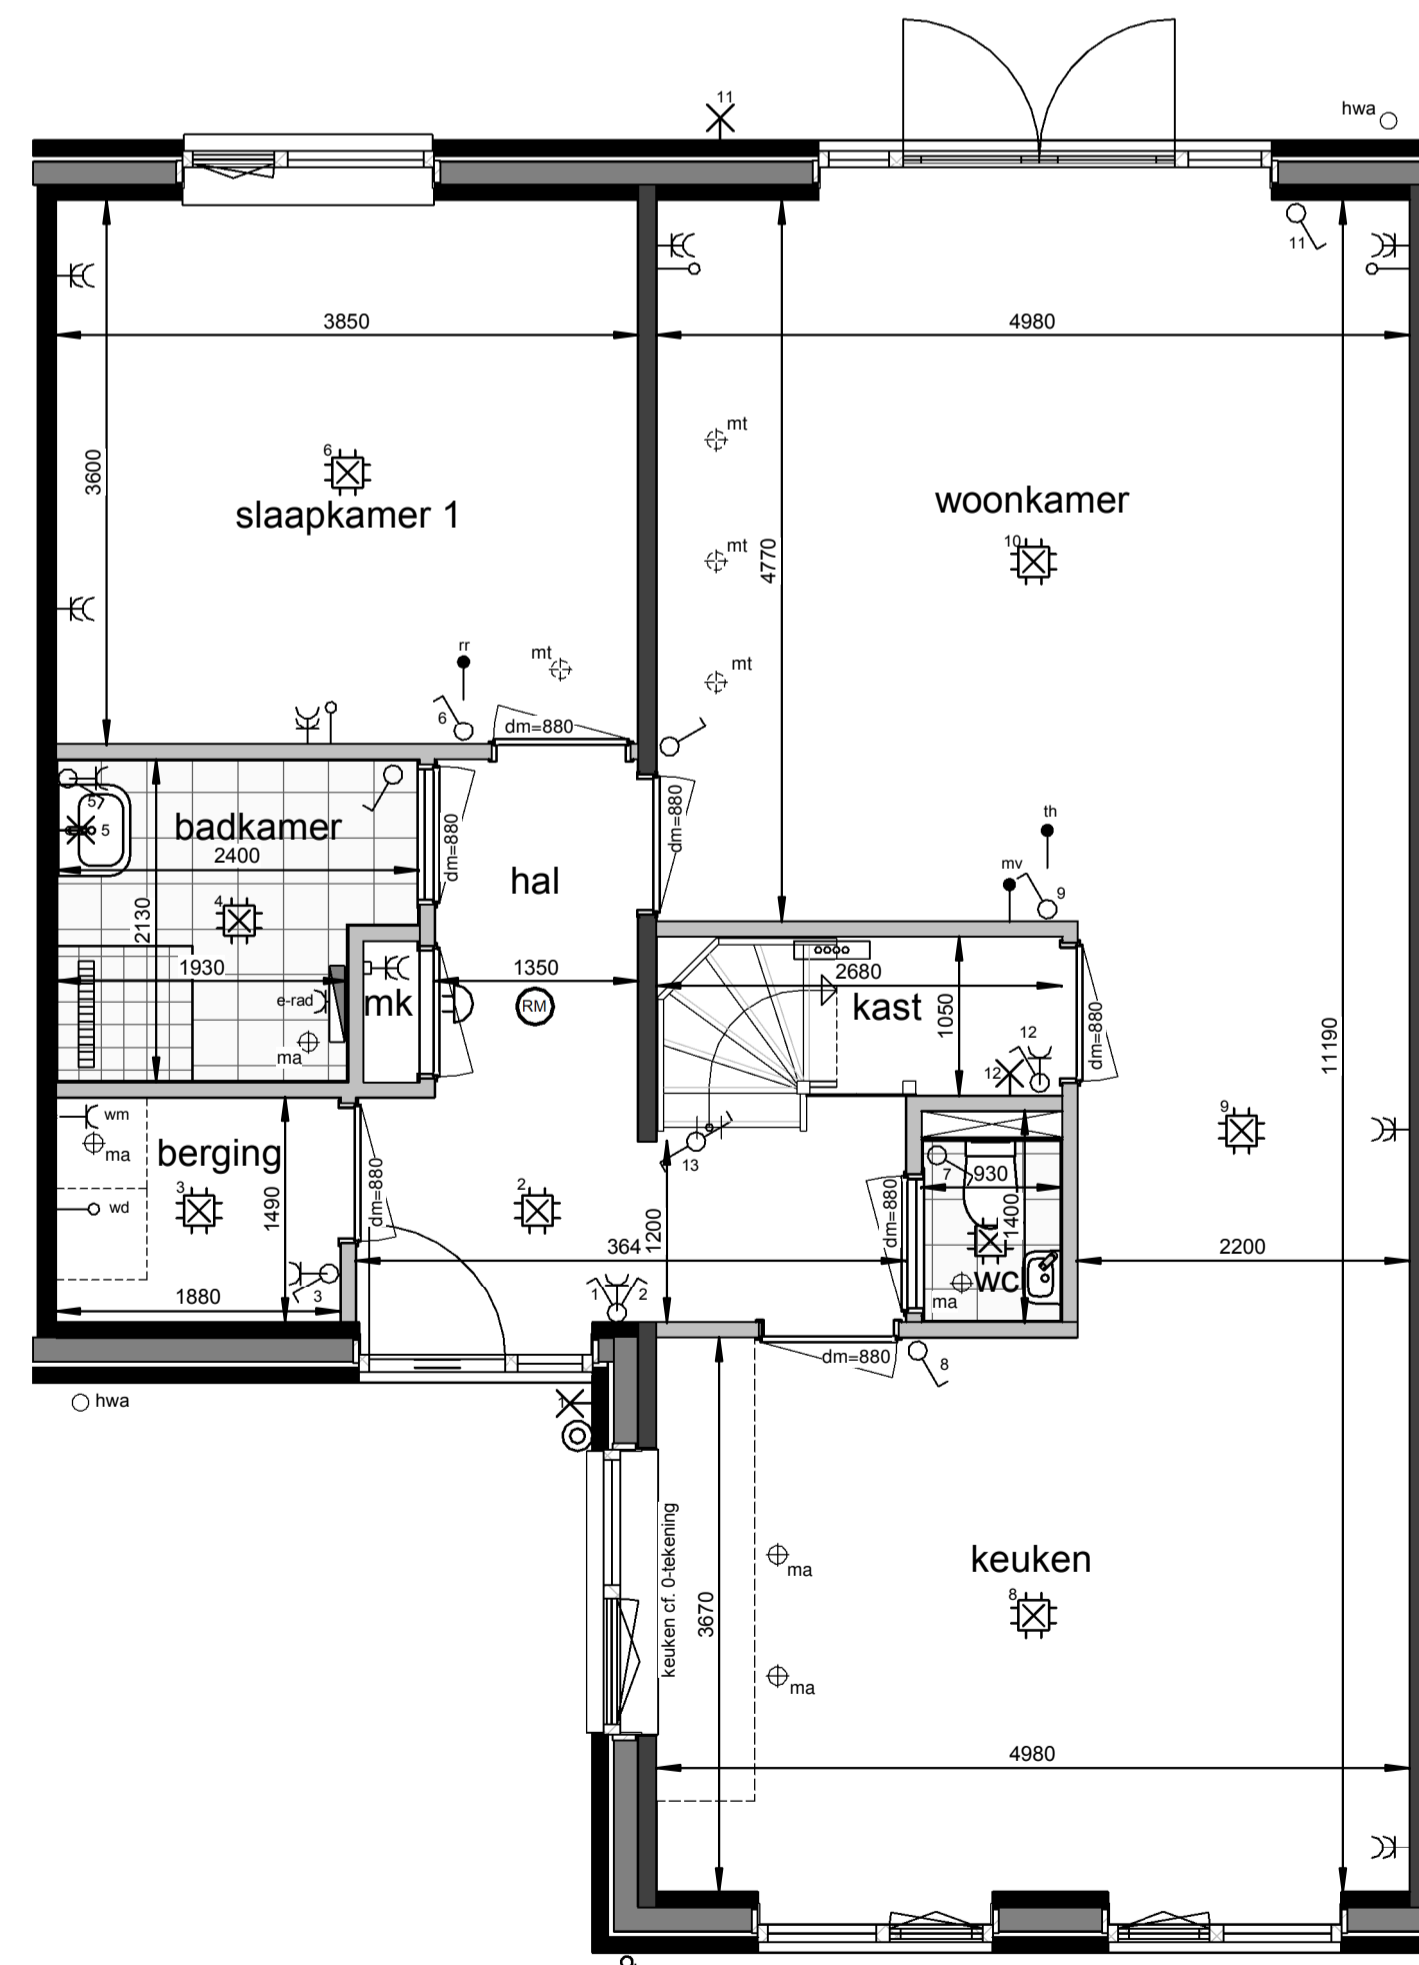 11
hwa
11
3850
4980
mt
6
3600
slaapkamer 1
woonkamer
10
4770
mt
mt
mt
rr
6
dm=880
5
5
badkamer
2400
dm=880
dm=880
th
hal
mv
9
4
2130
1930
1350
2680
e-rad
mk
RM
kast
1050
12
dm=880
11190
ma
12
wm
ma
berging
13
7
930
9
3
wd
1490
dm=880
2
1200
dm=880
1400
364
2200
1880
3
1
2
wc
ma
dm=880
8
hwa
1
keuken cf. 0-tekening
3670
ma
keuken
8
ma
4980